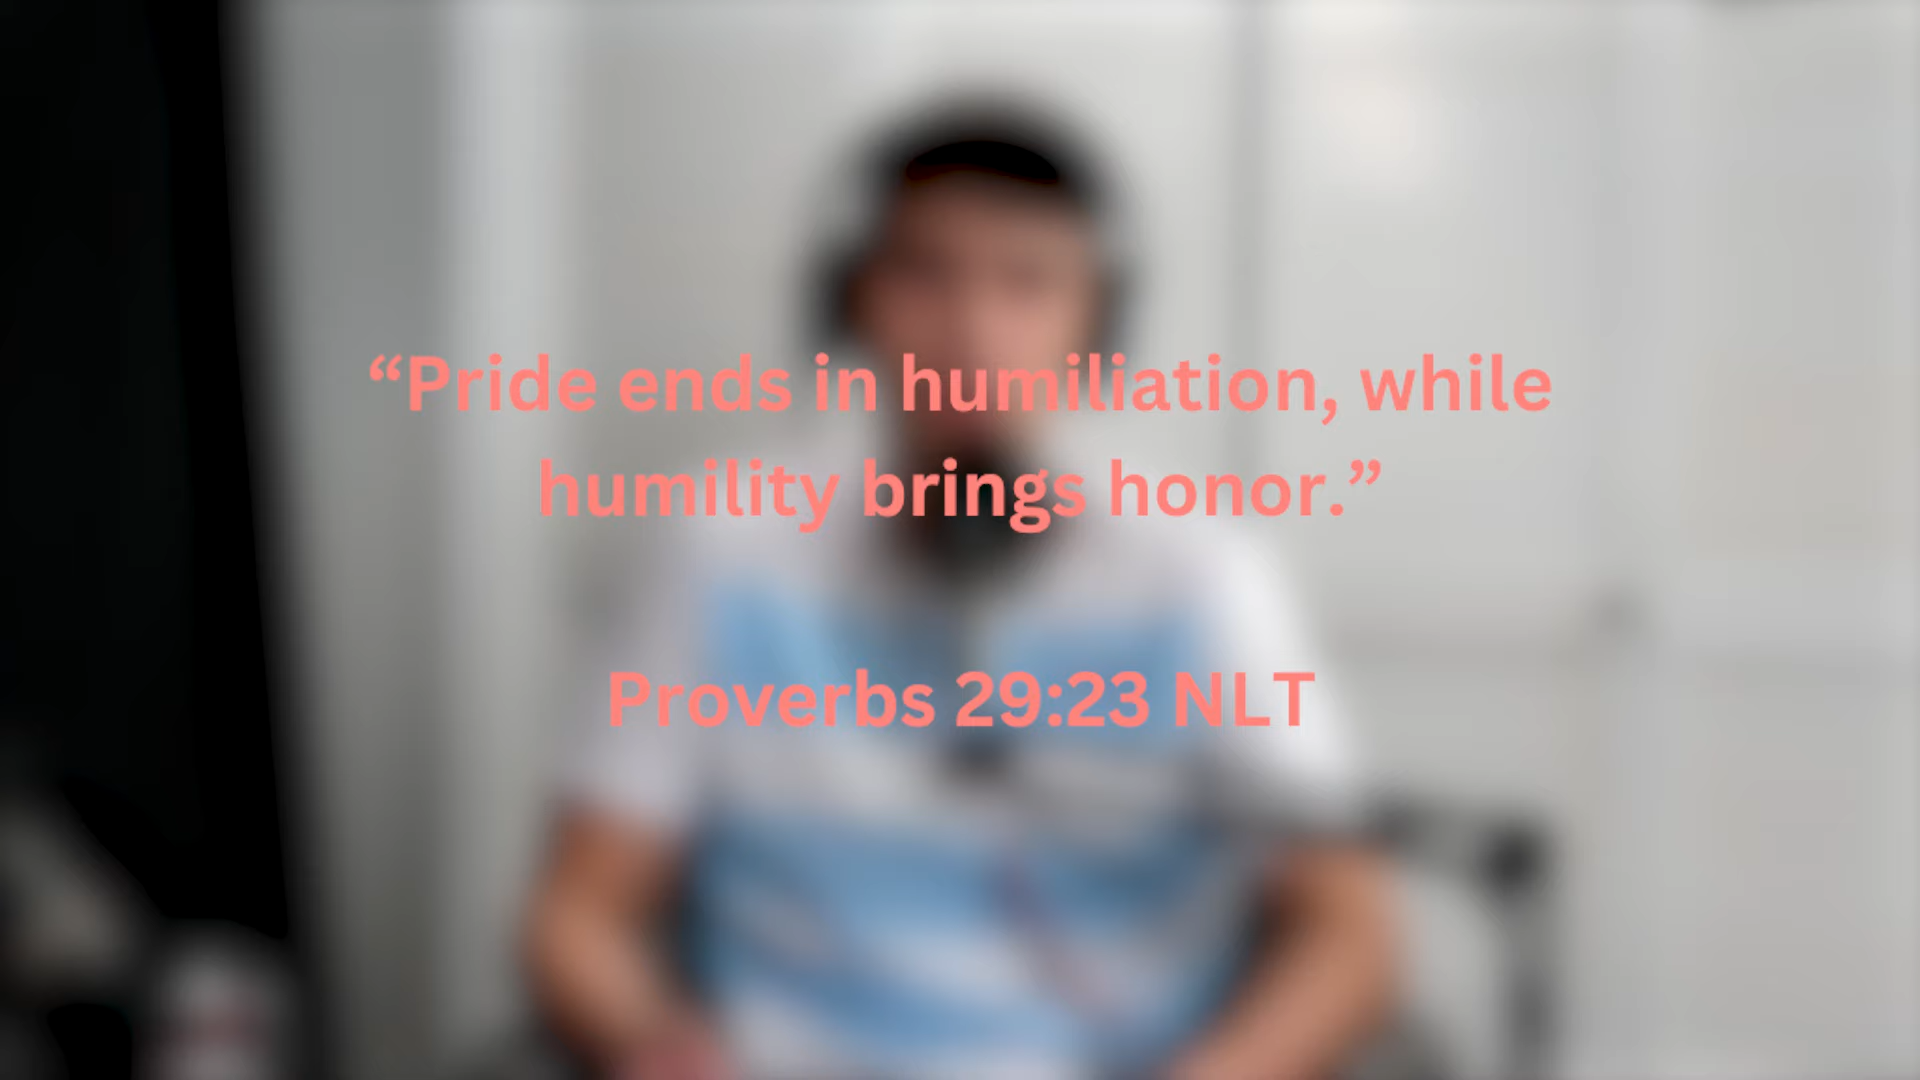 “Pride ends in humiliation, while
humility brings honor.”
Proverbs 29:23 NLT